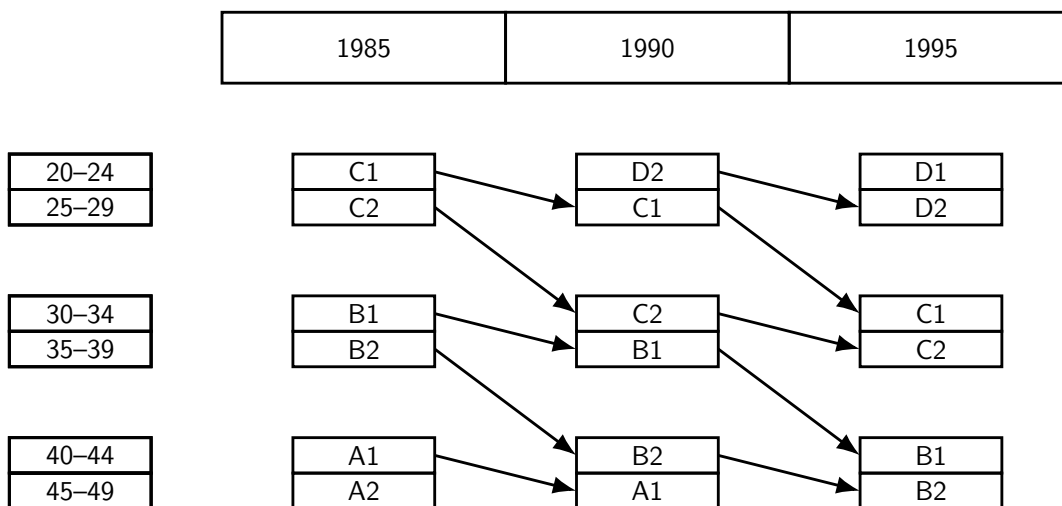 1985 1990 1995
20–24 C1 D2 D1
25–29 C2 C1 D2
30–34 B1 C2 C1
35–39 B2 B1 C2
40–44 A1 B2 B1
45–49 A2 A1 B2